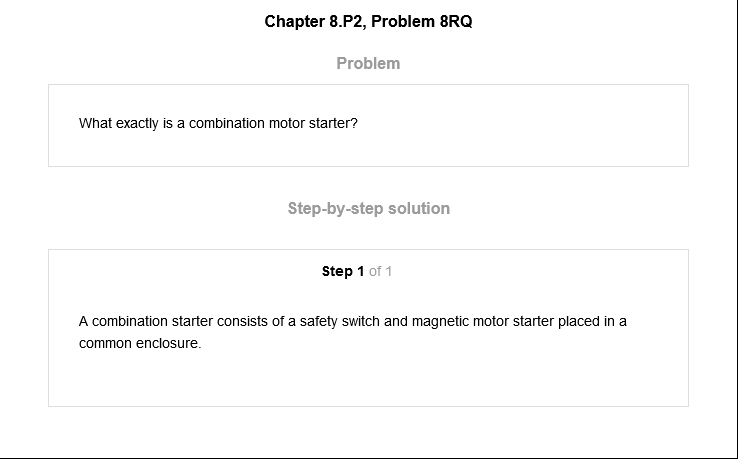 Chapter 8.P2, Problem 8RQ
Problem
What exactly is a combination motor starter?
Step-by-step solution
Step 1 of 1
A combination starter consists of a safety switch and magnetic motor starter placed in a
common enclosure.